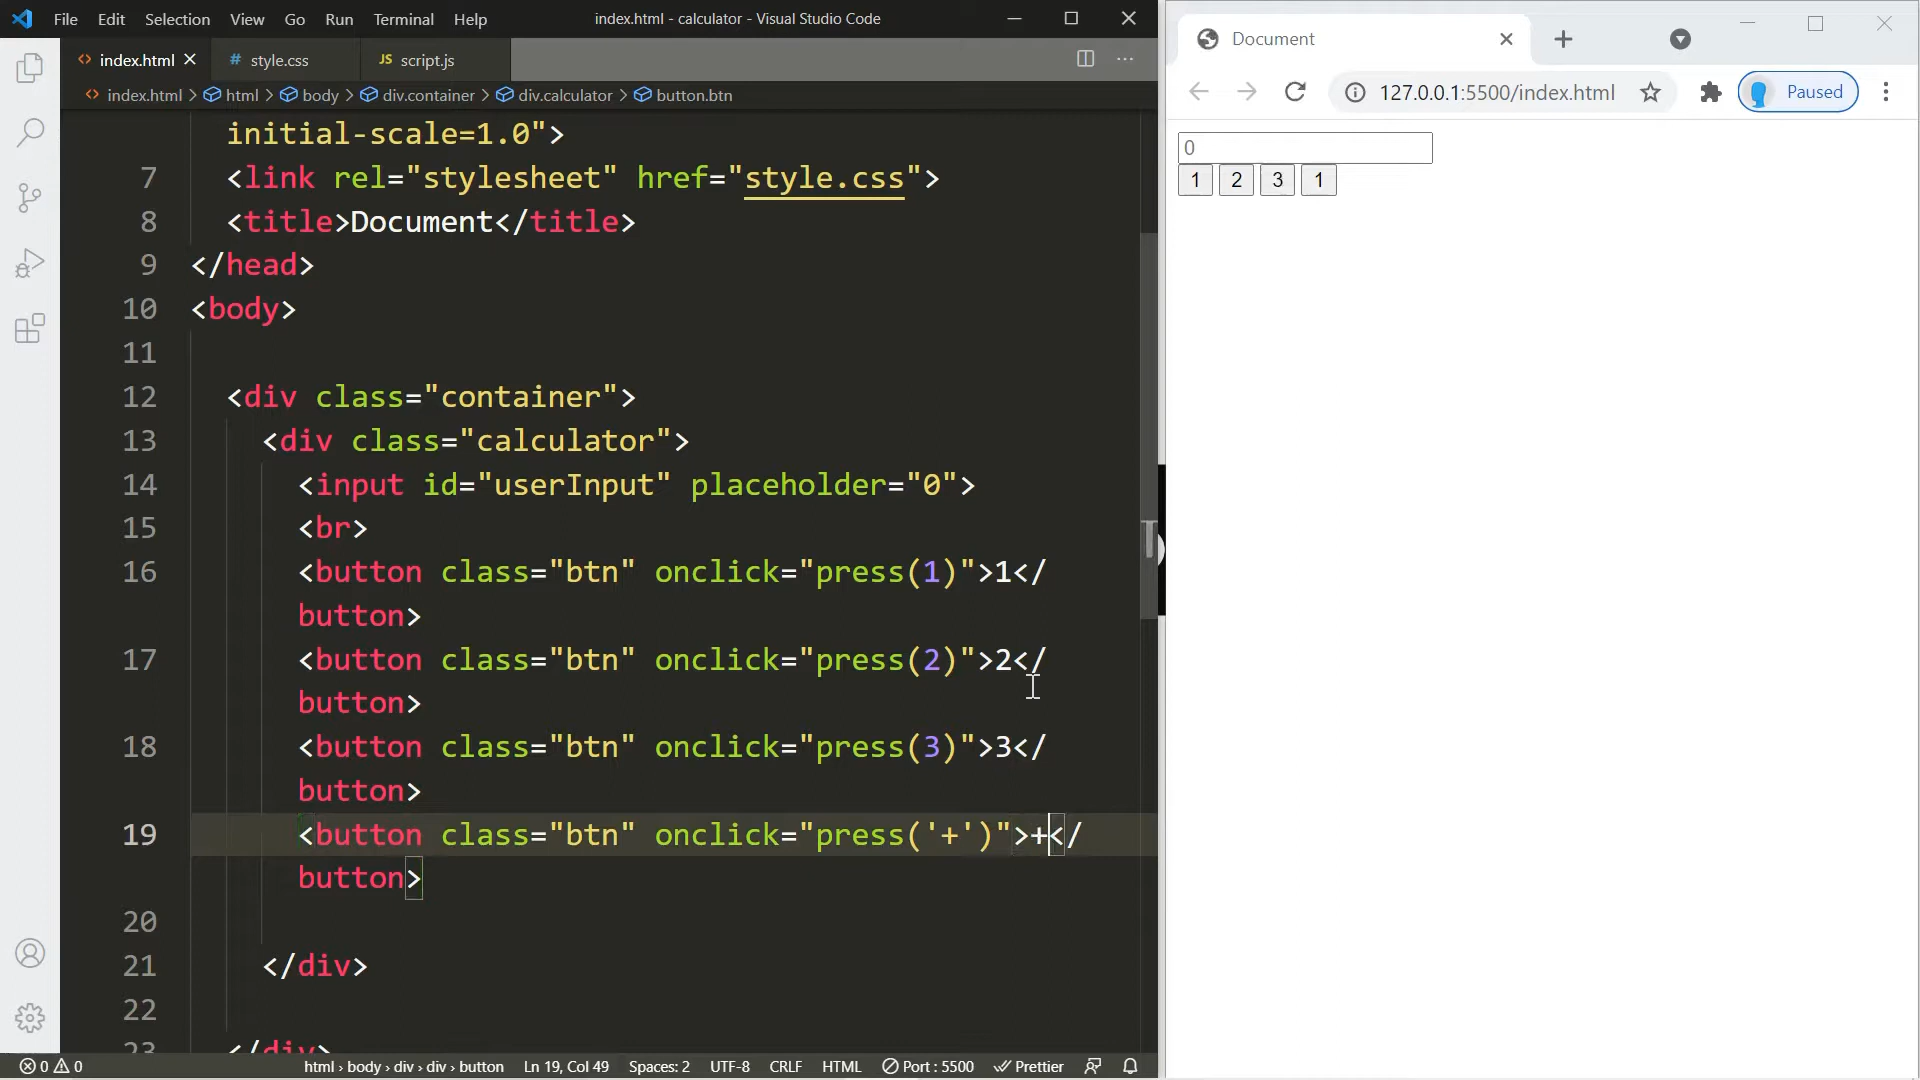 File Edit Selection View Go Run Terminal Help index.html - calculator - Visual Studio Code
index.html style.css JS script.js
index.html > html > body > div.container > div.calculator > button.btn
initial-scale=1.0">
7 <link rel="stylesheet" href="style.css">
8 <title>Document</title>
9 </head>
10 <body>
11
12 <div class="container">
13 <div class="calculator">
14 <input id="userInput" placeholder="0">
15 <br>
16 <button class="btn" onclick="press(1)">1</
button>
17 <button class="btn" onclick="press(2)">2</
button>
18 <button class="btn" onclick="press(3)">3</
button>
19 <button class="btn" onclick="press('+')">+</
button>
20
21 </div>
22
23 </div>
0 0 html › body › div › div › button Ln 19, Col 49 Spaces: 2 UTF-8 CRLF HTML Port : 5500 Prettier
Document
127.0.0.1:5500/index.html Paused
0
1 2 3 1